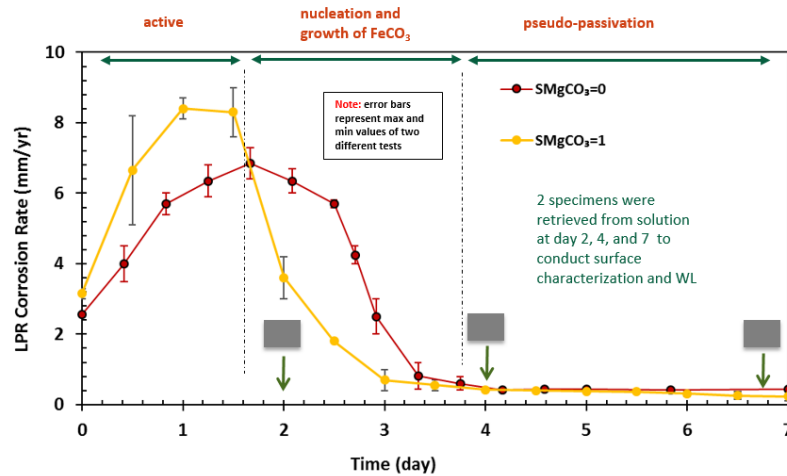 active
nucleation and
growth of FeCO₃
pseudo-passivation
10
8
6
4
2
0
LPR Corrosion Rate (mm/yr)
Note: error bars
represent max and
min values of two
different tests
SMgCO₃=0
SMgCO₃=1
2 specimens were
retrieved from solution
at day 2, 4, and 7 to
conduct surface
characterization and WL
0 1 2 3 4 5 6 7
Time (day)